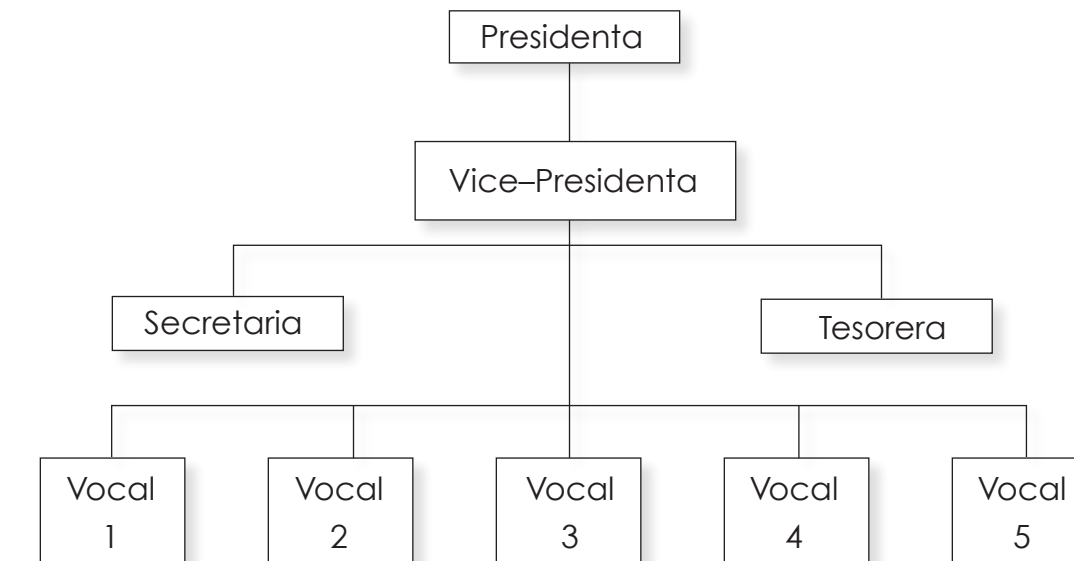 Presidenta
Vice–Presidenta
Secretaria
Tesorera
Vocal
1
Vocal
2
Vocal
3
Vocal
4
Vocal
5